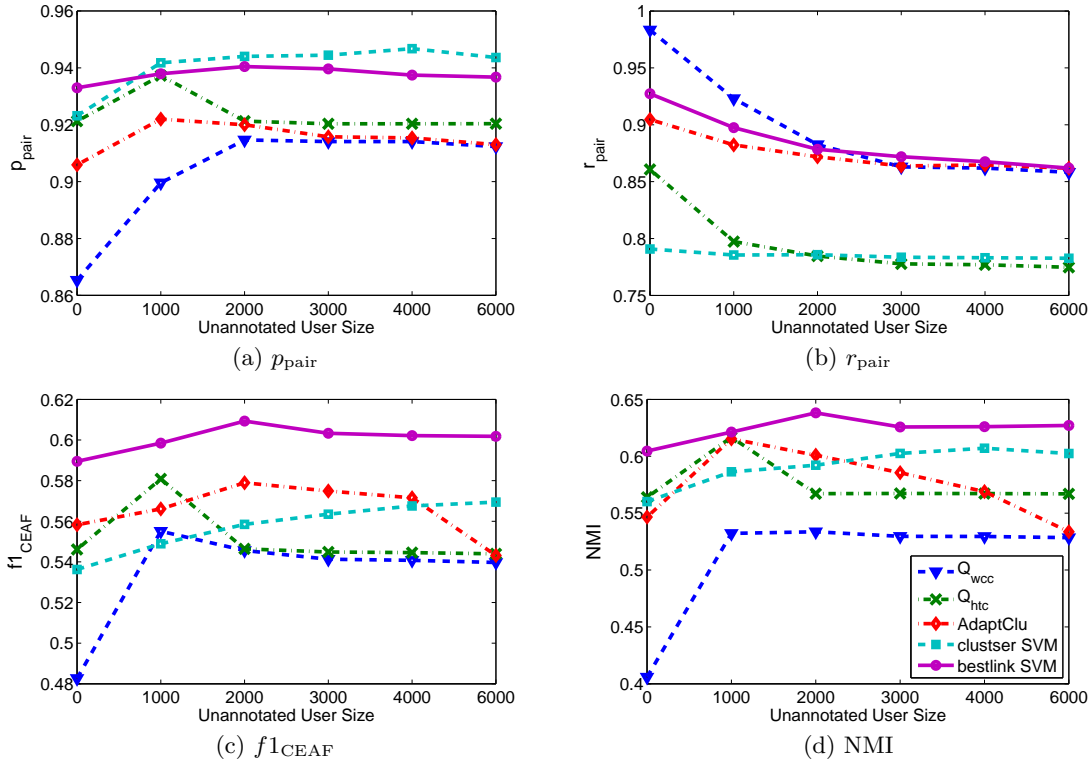 0.96
0.94
0.92
0.9
0.88
0.86
p_pair
0 1000 2000 3000 4000 6000
Unannotated User Size
(a) p_pair
1
0.95
0.9
0.85
0.8
0.75
r_pair
0 1000 2000 3000 4000 6000
Unannotated User Size
(b) r_pair
0.62
0.6
0.58
0.56
0.54
0.52
0.5
0.48
f1_CEAF
0 1000 2000 3000 4000 6000
Unannotated User Size
(c) f1_CEAF
0.65
0.6
0.55
0.5
0.45
0.4
NMI
Q_wcc
Q_htc
AdaptClu
clustser SVM
bestlink SVM
0 1000 2000 3000 4000 6000
Unannotated User Size
(d) NMI